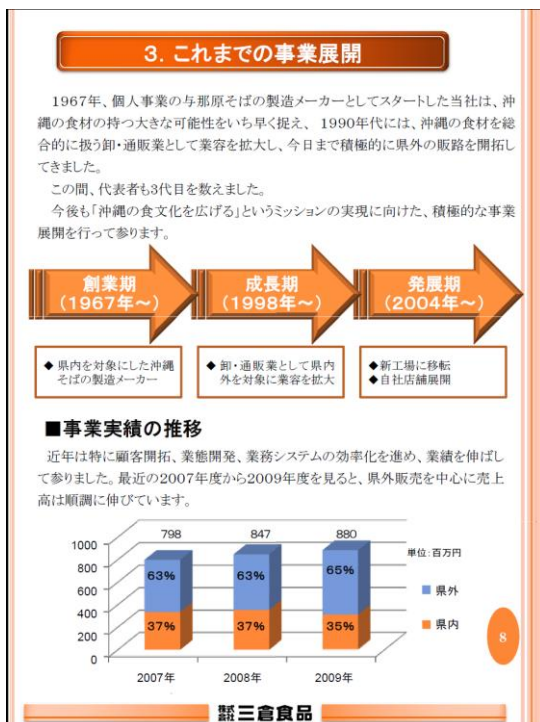 3．これまでの事業展開
1967年、個人事業の与那原そばの製造メーカーとしてスタートした当社は、沖
縄の食材の持つ大きな可能性をいち早く捉え、1990年代には、沖縄の食材を総
合的に扱う卸・通販業として業容を拡大し、今日まで積極的に県外の販路を開拓し
てきました。
この間、代表者も3代目を数えました。
今後も「沖縄の食文化を広げる」というミッションの実現に向けた、積極的な事業
展開を行って参ります。
創業期
（1967年～）
成長期
（1998年～）
発展期
（2004年～）
◆ 県内を対象にした沖縄
そばの製造メーカー
◆ 卸・通販業として県内
外を対象に業容を拡大
◆新工場に移転
◆自社店舗展開
■事業実績の推移
近年は特に顧客開拓、業態開発、業務システムの効率化を進め、業績を伸ばし
て参りました。最近の2007年度から2009年度を見ると、県外販売を中心に売上
高は順調に伸びています。
798 847 880
単位：百万円
1000
800
600
400
200
0
63% 63% 65%
37% 37% 35%
県外
県内
2007年 2008年 2009年
8
株式会社三倉食品